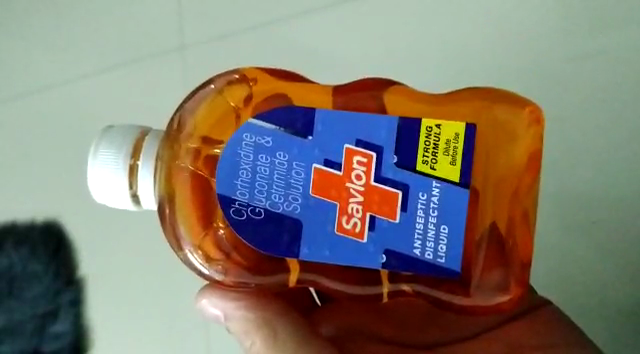 Chlorhexidine
Gluconate &
Cetrimide
Solution
Savlon
STRONG
FORMULA
Dilute
Before Use
ANTISEPTIC
DISINFECTANT
LIQUID